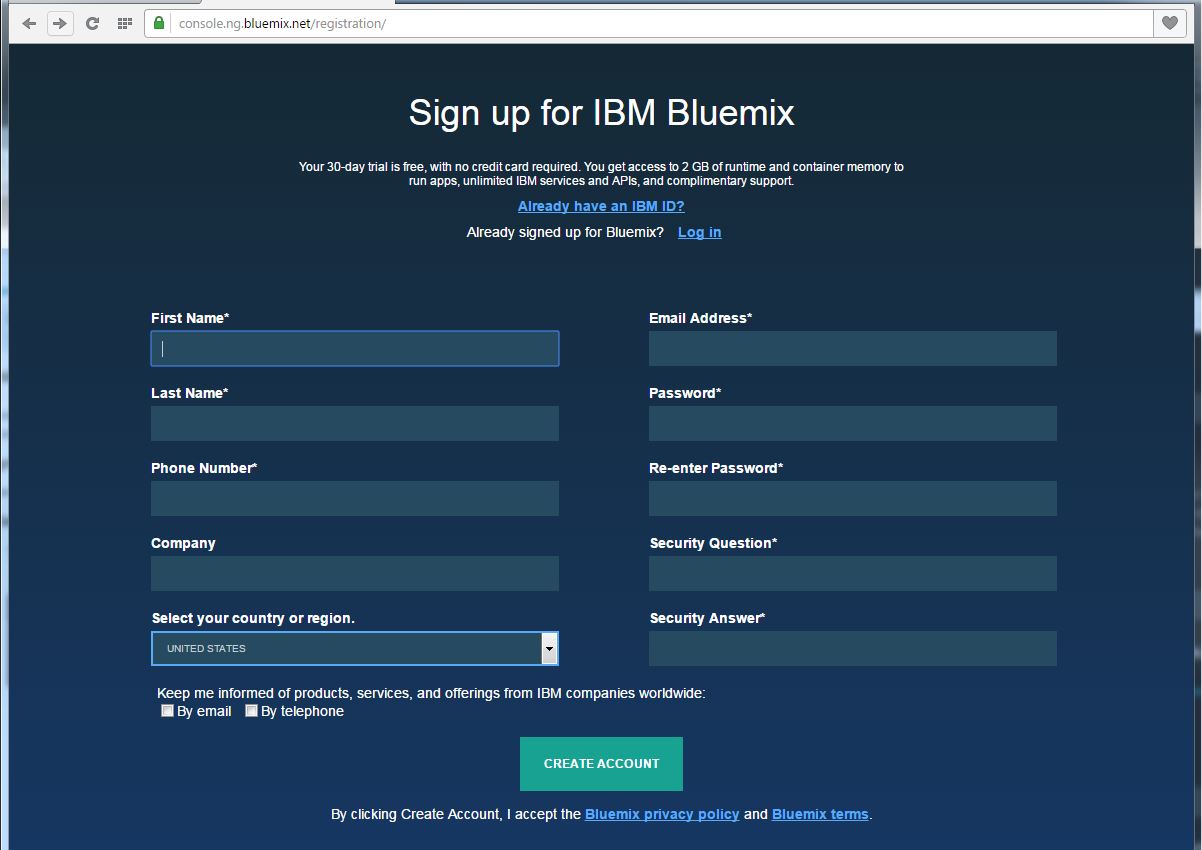 console.ng.bluemix.net/registration/
Sign up for IBM Bluemix
Your 30-day trial is free, with no credit card required. You get access to 2 GB of runtime and container memory to
run apps, unlimited IBM services and APIs, and complimentary support.
Already have an IBM ID?
Already signed up for Bluemix? Log in
First Name*
Email Address*
Last Name*
Password*
Phone Number*
Re-enter Password*
Company
Security Question*
Select your country or region.
Security Answer*
UNITED STATES
Keep me informed of products, services, and offerings from IBM companies worldwide:
By email By telephone
CREATE ACCOUNT
By clicking Create Account, I accept the Bluemix privacy policy and Bluemix terms.